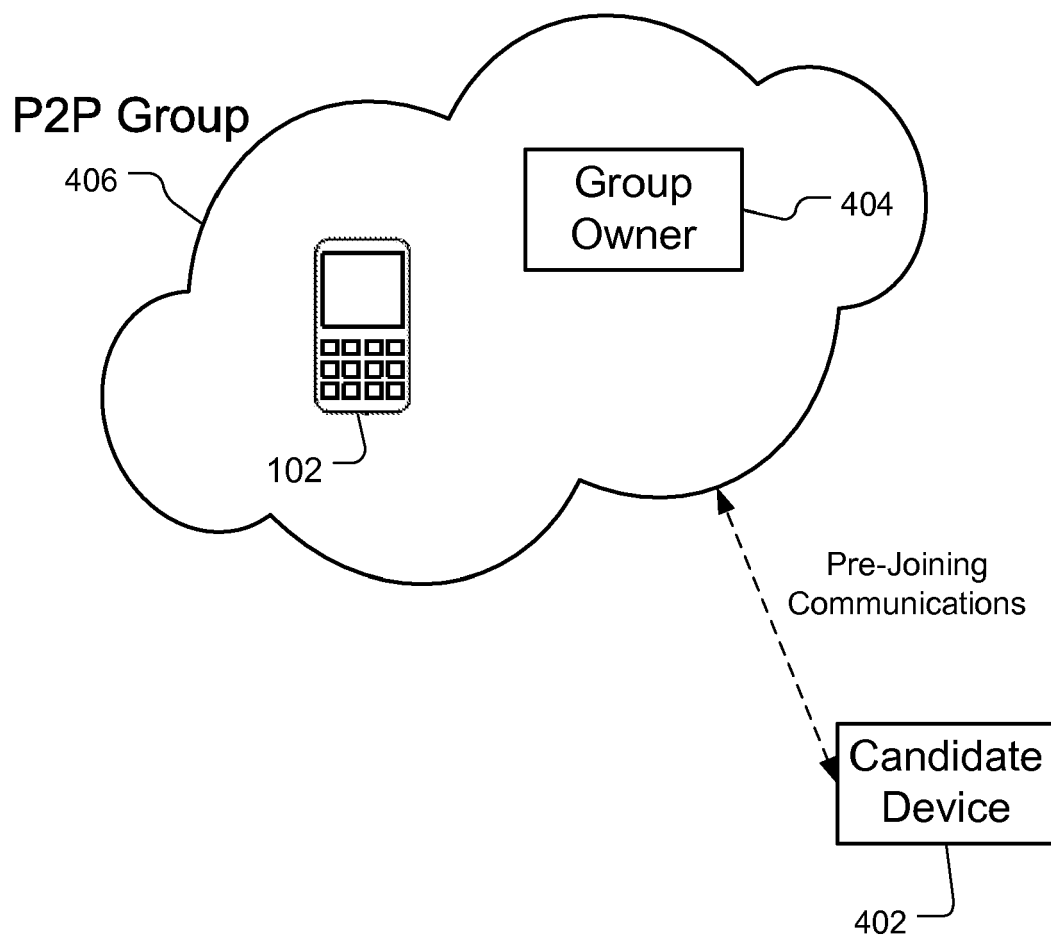 P2P Group
406
Group
Owner
404
102
Pre-Joining
Communications
Candidate
Device
402